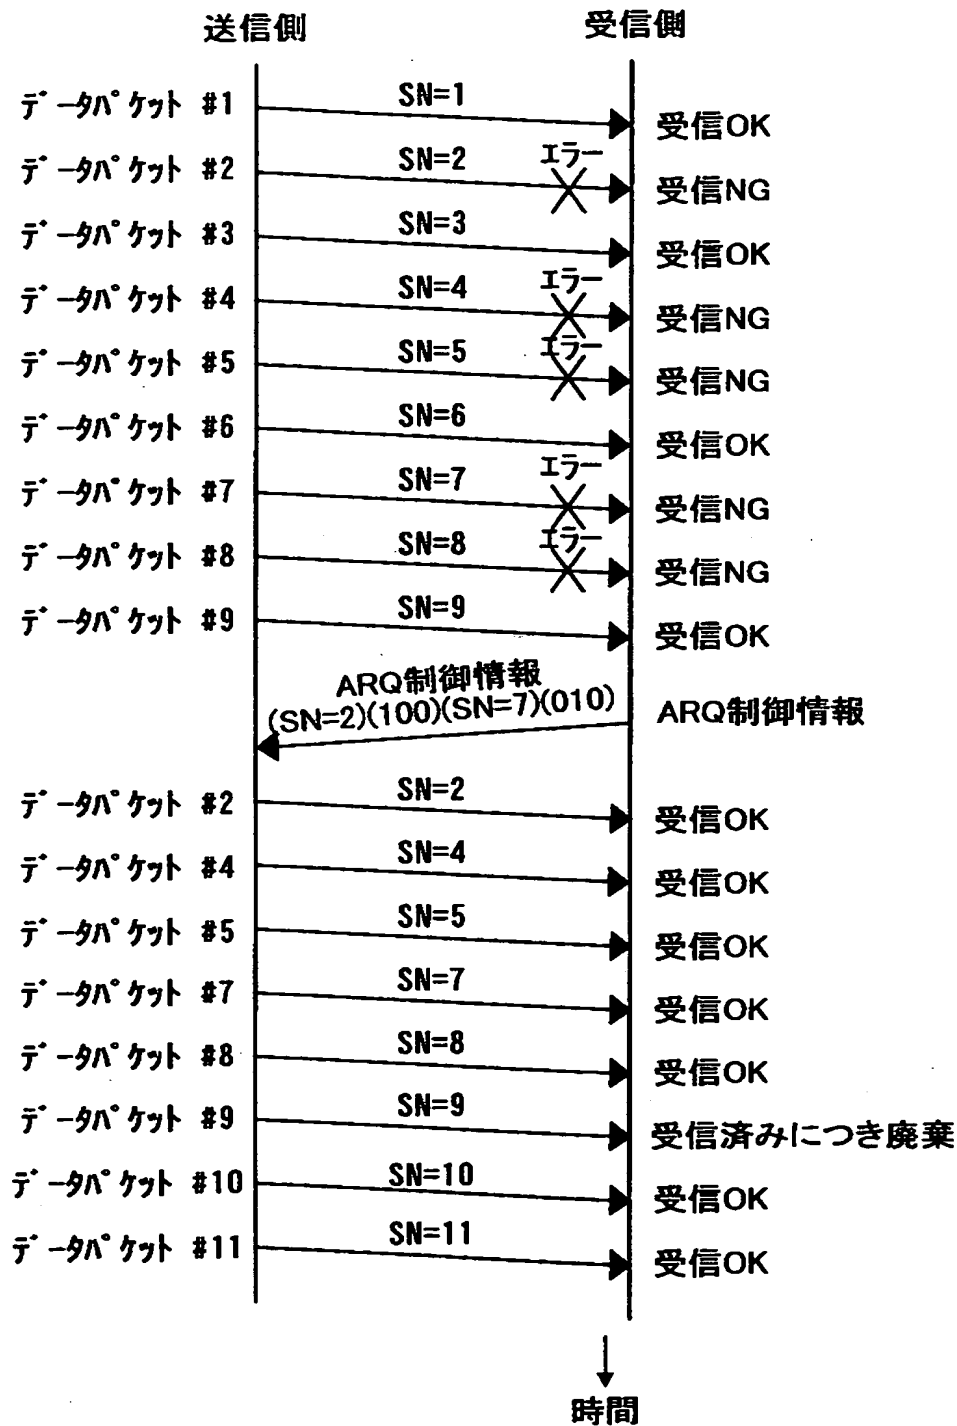 送信側 受信側
データパケット #1 SN=1 受信OK
データパケット #2 SN=2 エラー 受信NG
データパケット #3 SN=3 受信OK
データパケット #4 SN=4 エラー 受信NG
データパケット #5 SN=5 エラー 受信NG
データパケット #6 SN=6 受信OK
データパケット #7 SN=7 エラー 受信NG
データパケット #8 SN=8 エラー 受信NG
データパケット #9 SN=9 受信OK
ARQ制御情報
(SN=2)(100)(SN=7)(010) ARQ制御情報
データパケット #2 SN=2 受信OK
データパケット #4 SN=4 受信OK
データパケット #5 SN=5 受信OK
データパケット #7 SN=7 受信OK
データパケット #8 SN=8 受信OK
データパケット #9 SN=9 受信済みにつき廃棄
データパケット #10 SN=10 受信OK
データパケット #11 SN=11 受信OK
時間